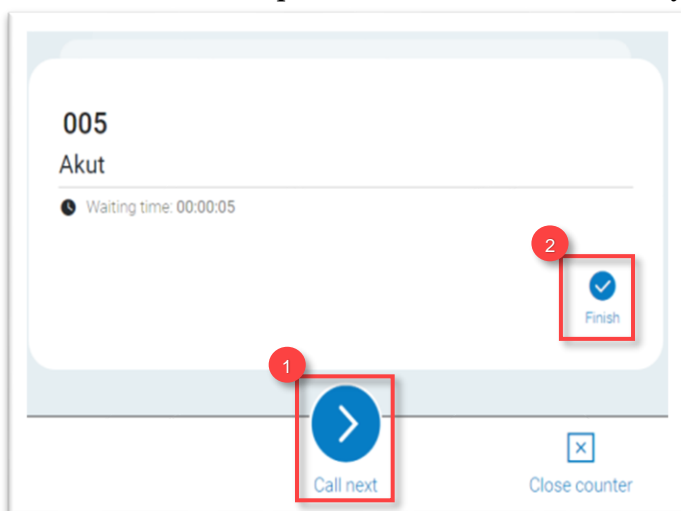 005
Akut
Waiting time: 00:00:05
2
Finish
1
Call next
Close counter